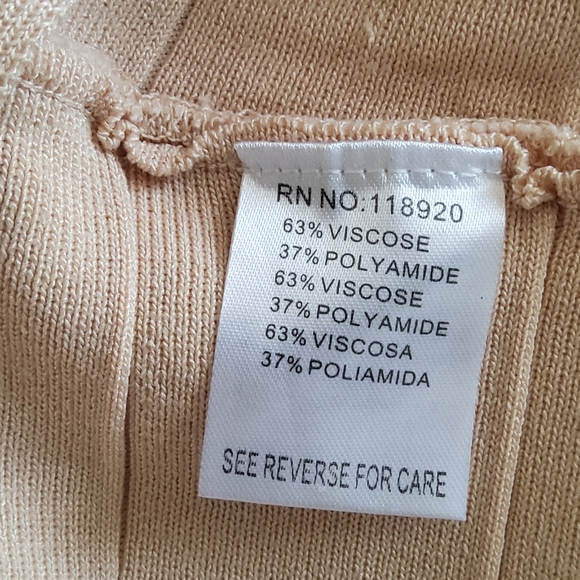 RN NO:118920
63% VISCOSE
37% POLYAMIDE
63% VISCOSE
37% POLYAMIDE
63% VISCOSA
37% POLIAMIDA
SEE REVERSE FOR CARE